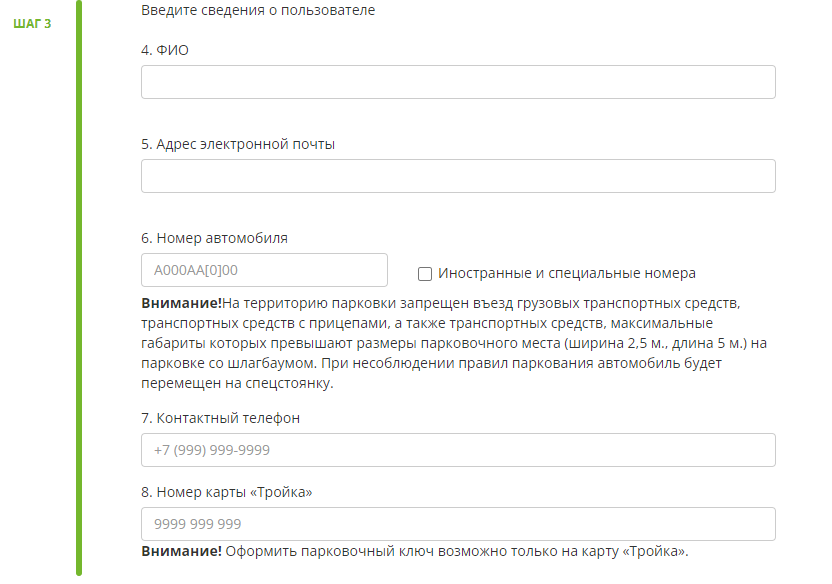 Введите сведения о пользователе
ШАГ 3
4. ФИО
5. Адрес электронной почты
6. Номер автомобиля
А000АА[0]00
Иностранные и специальные номера
Внимание!На территорию парковки запрещен въезд грузовых транспортных средств,
транспортных средств с прицепами, а также транспортных средств, максимальные
габариты которых превышают размеры парковочного места (ширина 2,5 м., длина 5 м.) на
парковке со шлагбаумом. При несоблюдении правил паркования автомобиль будет
перемещен на спецстоянку.
7. Контактный телефон
+7 (999) 999-9999
8. Номер карты «Тройка»
9999 999 999
Внимание! Оформить парковочный ключ возможно только на карту «Тройка».